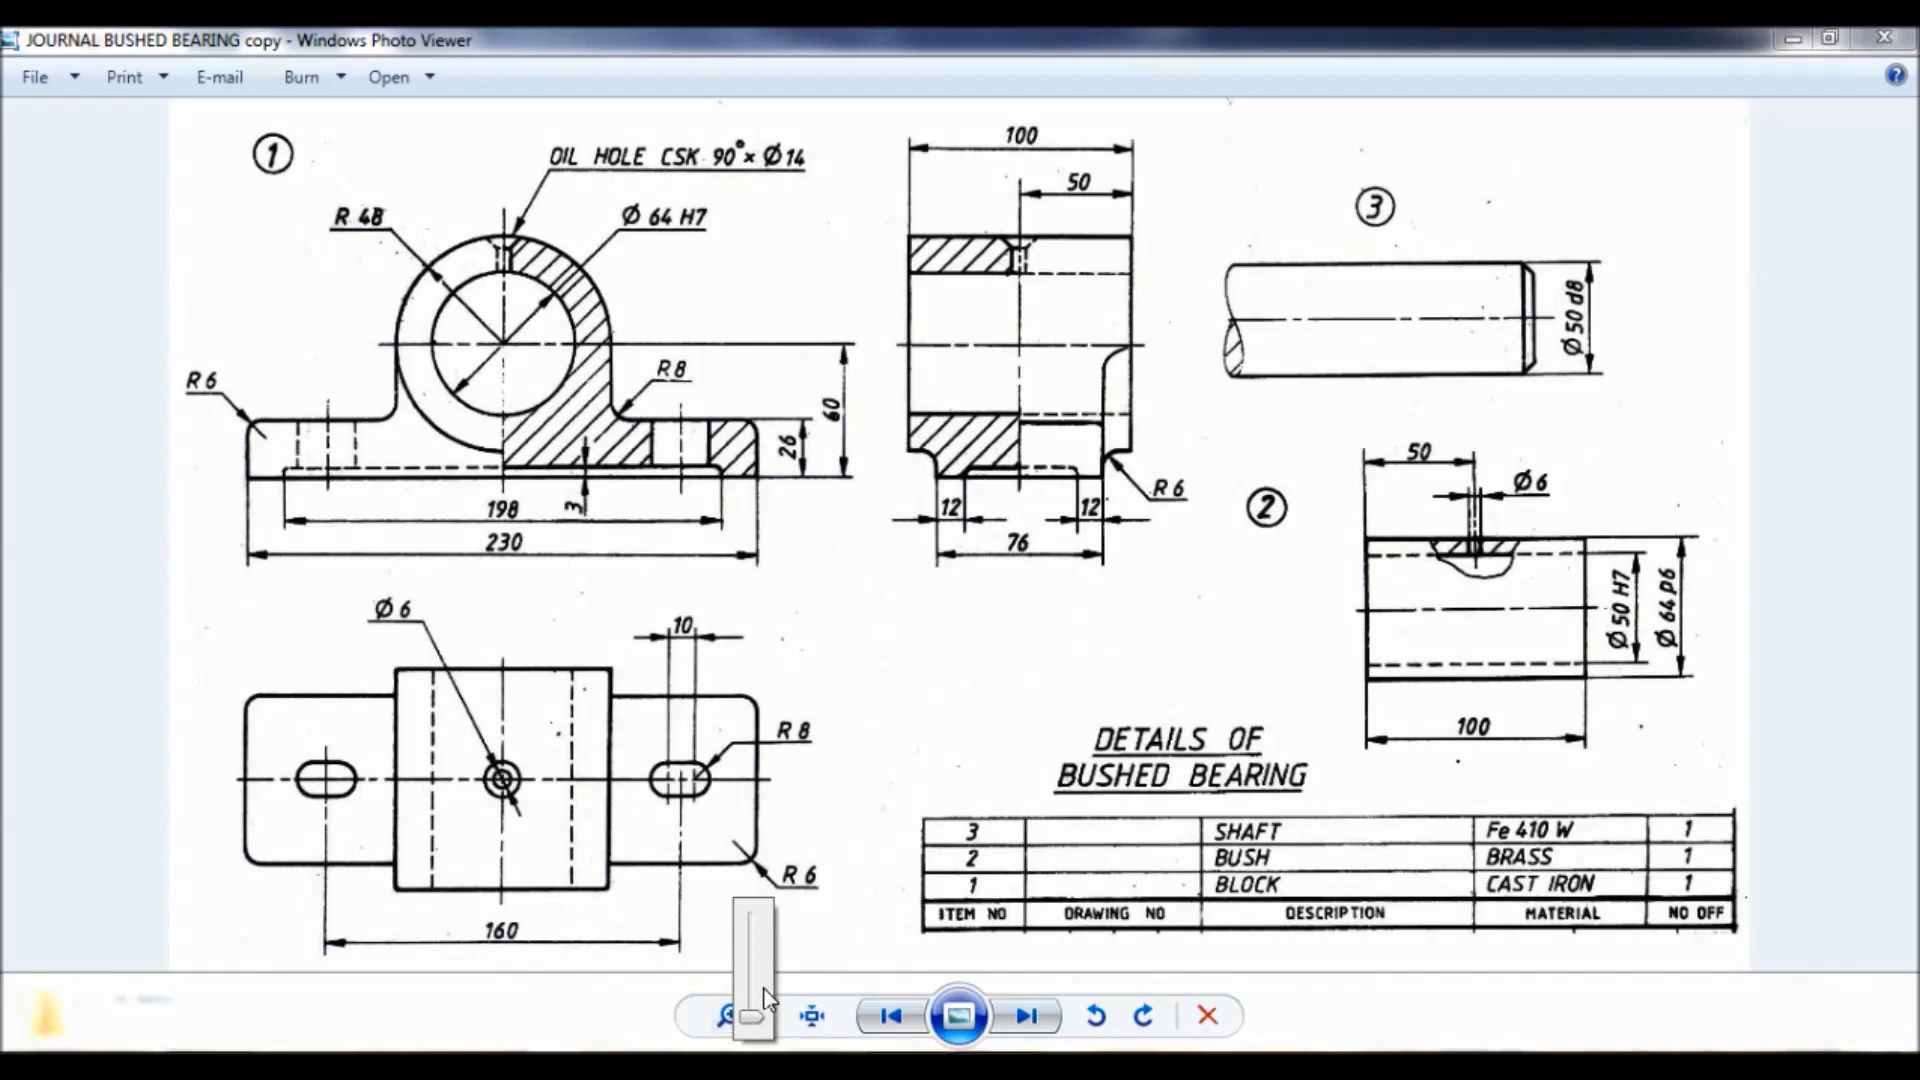 JOURNAL BUSHED BEARING copy - Windows Photo Viewer
File Print E-mail Burn Open
1
OIL HOLE CSK 90° x Ø 14
R 48
Ø 64 H7
R 6
R 8
60
26
3
198
230
100
50
12
12
76
R 6
3
Ø 50 d8
2
50
Ø 6
Ø 50 H7
Ø 64 p6
100
Ø 6
10
R 8
R 6
160
DETAILS OF
BUSHED BEARING
3 SHAFT Fe 410 W 1
2 BUSH BRASS 1
1 BLOCK CAST IRON 1
ITEM NO DRAWING NO DESCRIPTION MATERIAL NO OFF